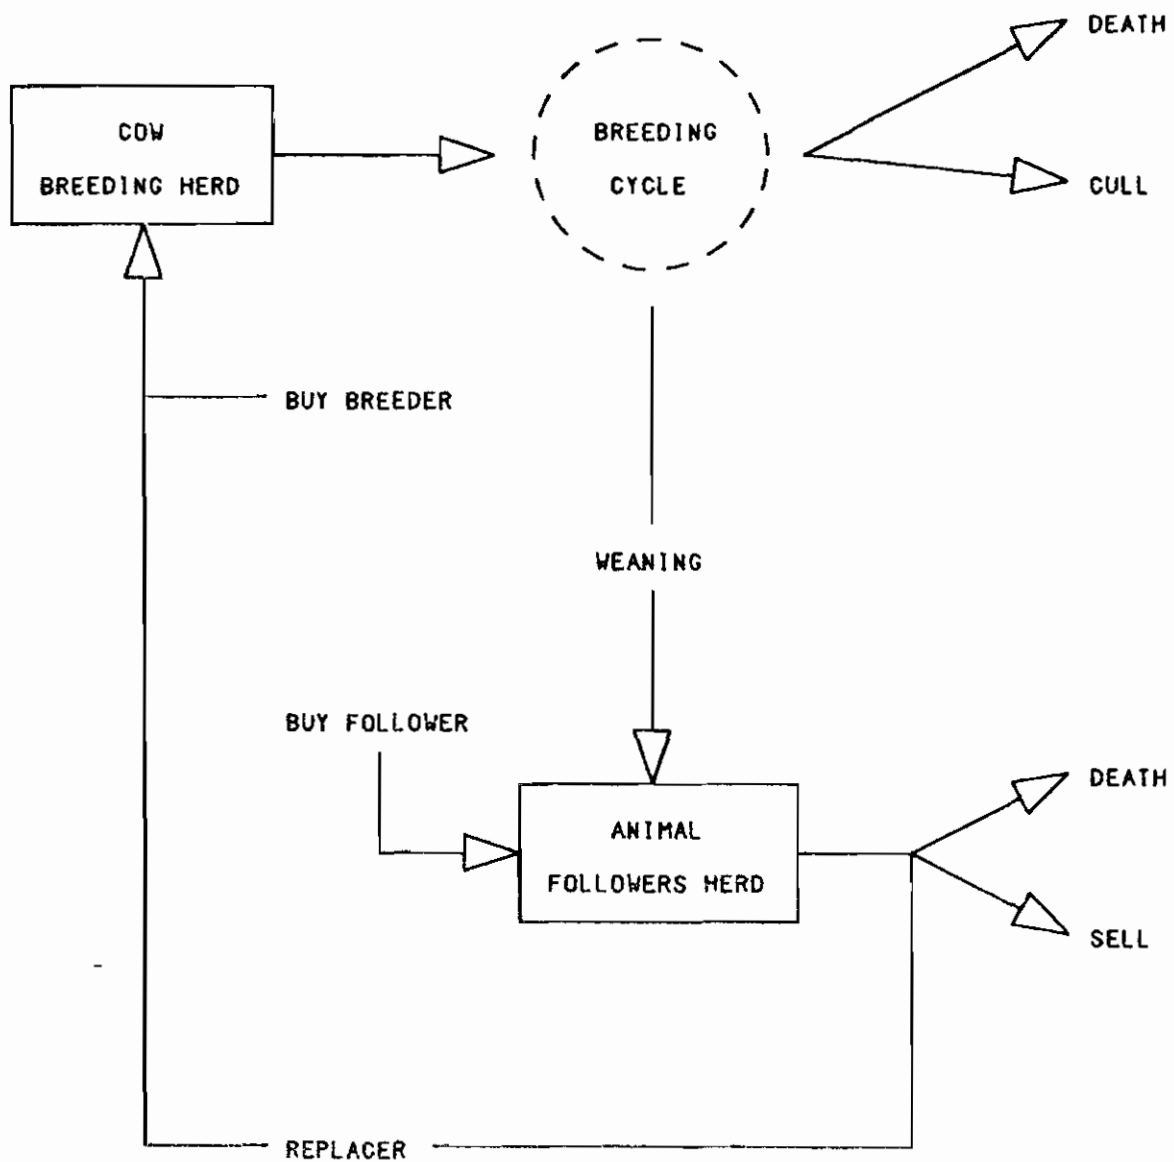 DEATH
COW
BREEDING HERD
BREEDING
CYCLE
CULL
BUY BREEDER
WEANING
BUY FOLLOWER
DEATH
ANIMAL
FOLLOWERS HERD
SELL
REPLACER